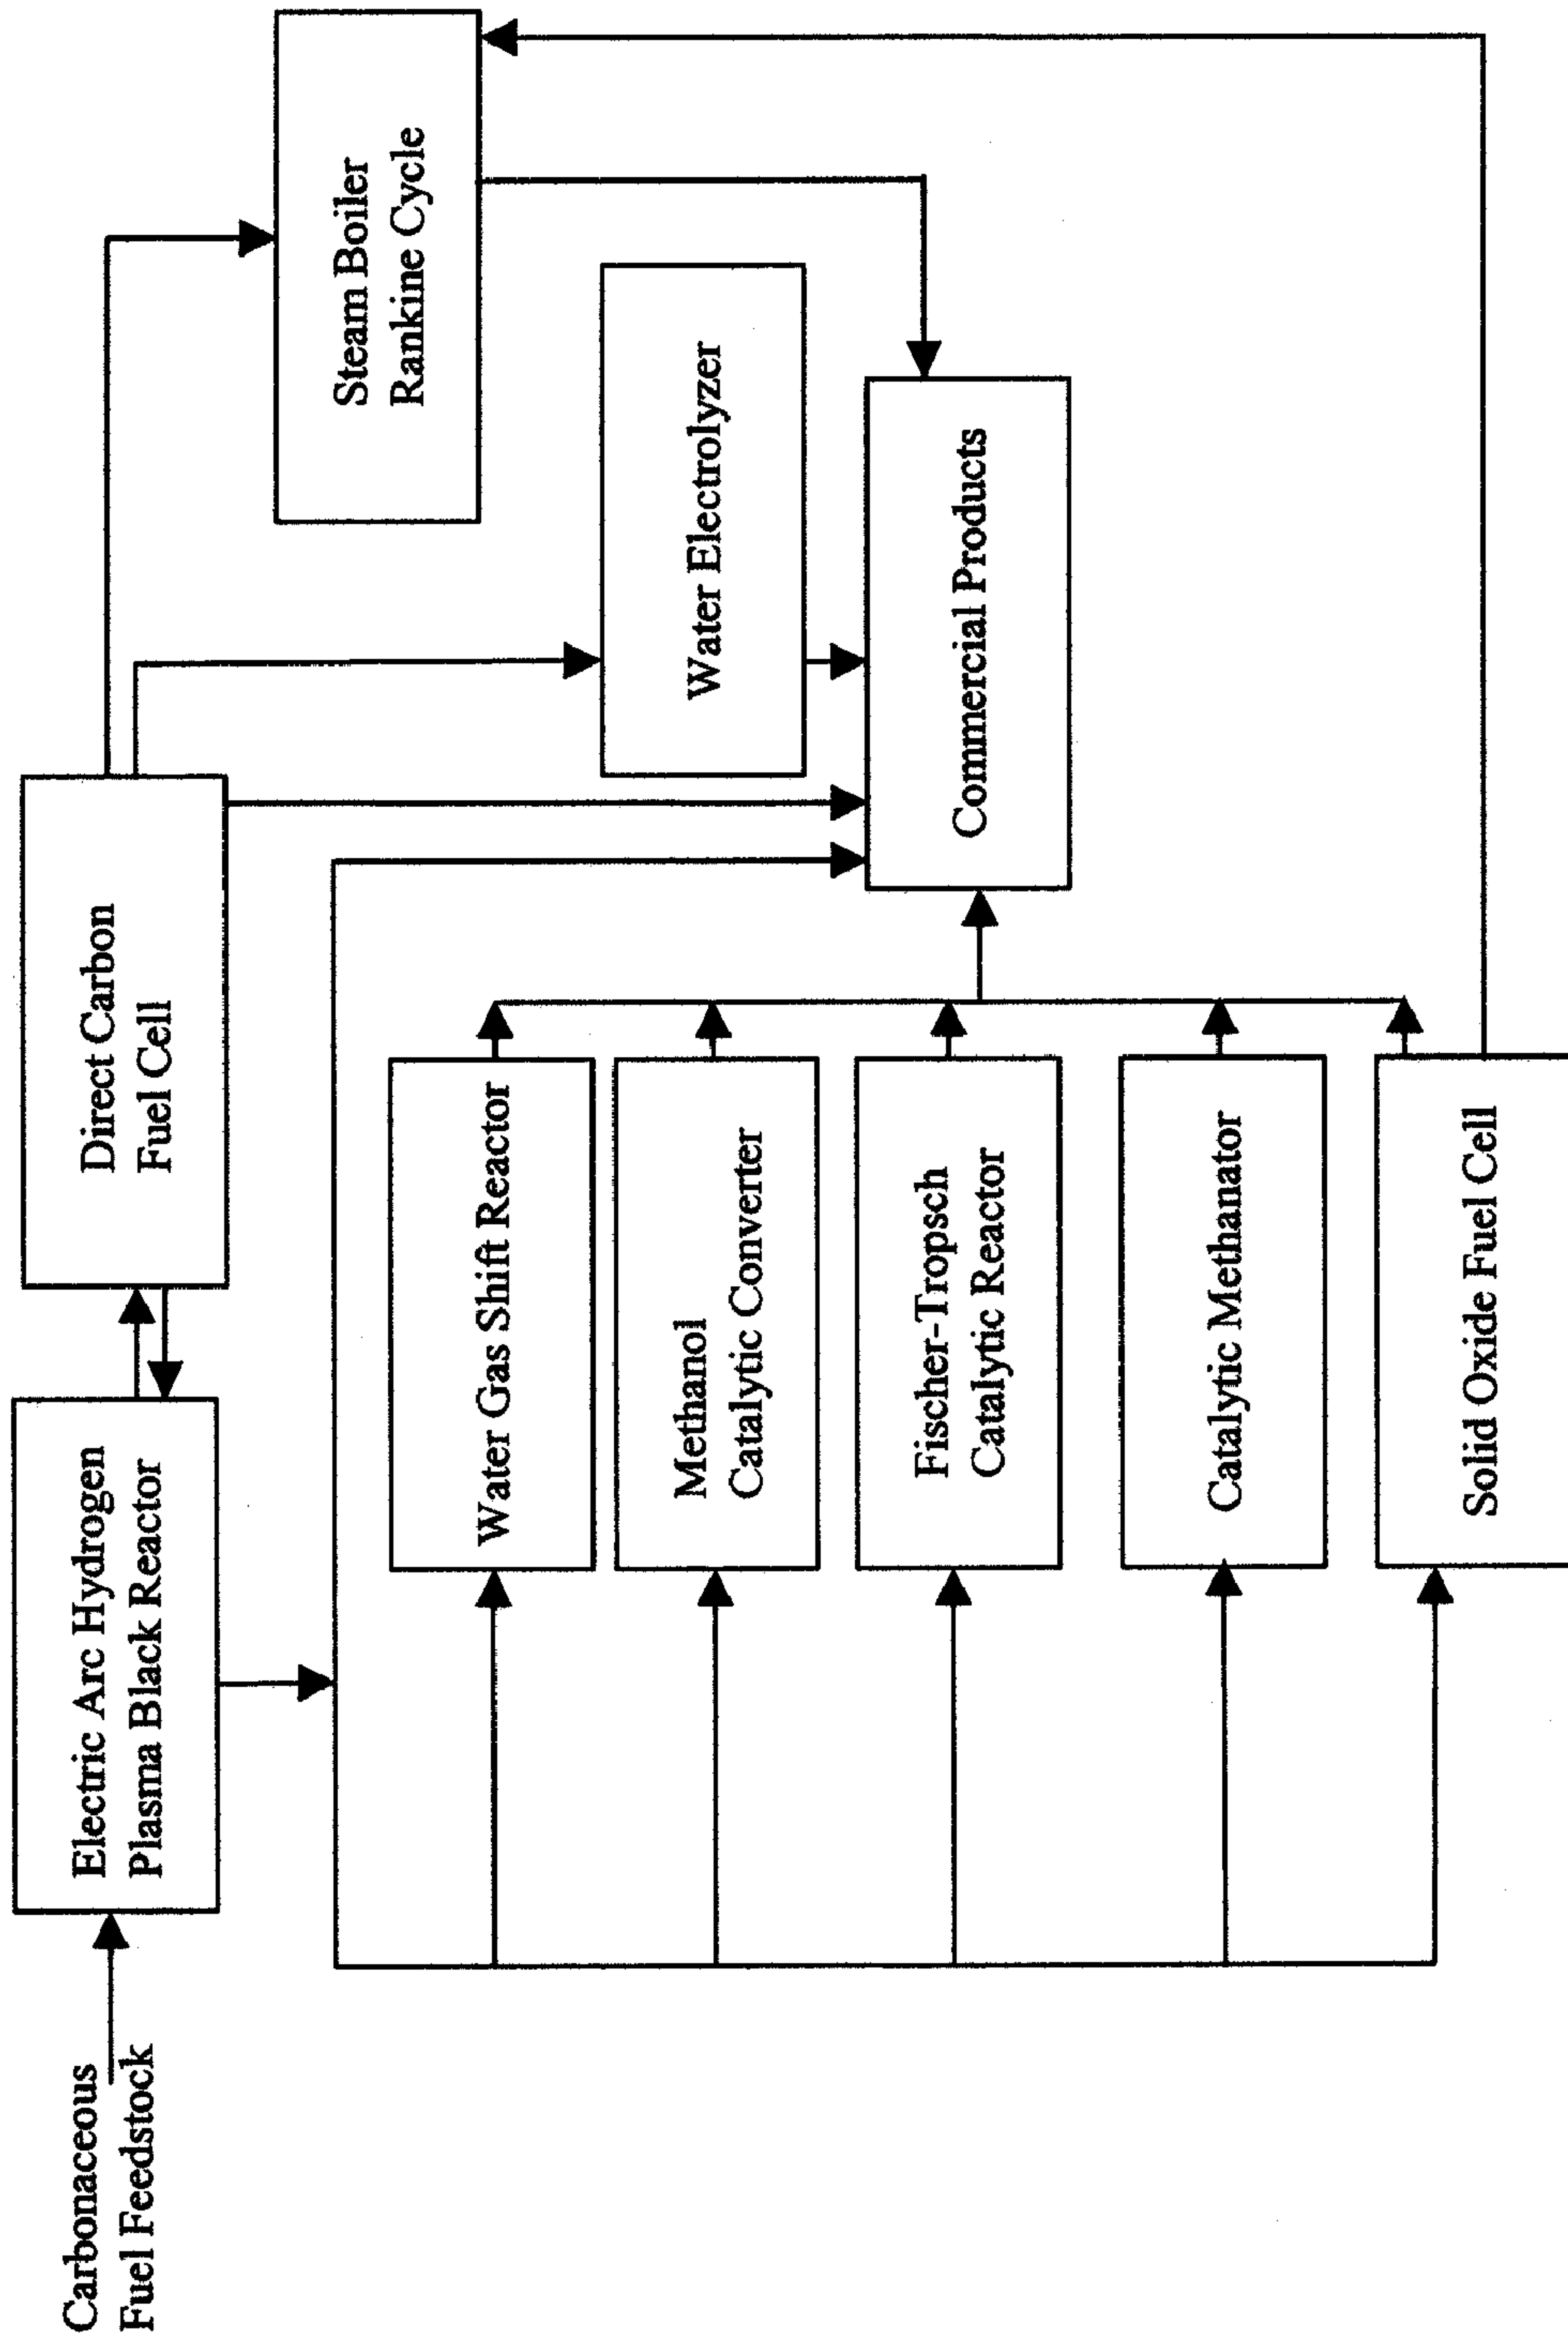 Carbonaceous
Fuel Feedstock
Electric Arc Hydrogen
Plasma Black Reactor
Direct Carbon
Fuel Cell
Steam Boiler
Rankine Cycle
Water Electrolyzer
Commercial Products
Water Gas Shift Reactor
Methanol
Catalytic Converter
Fischer-Tropsch
Catalytic Reactor
Catalytic Methanator
Solid Oxide Fuel Cell